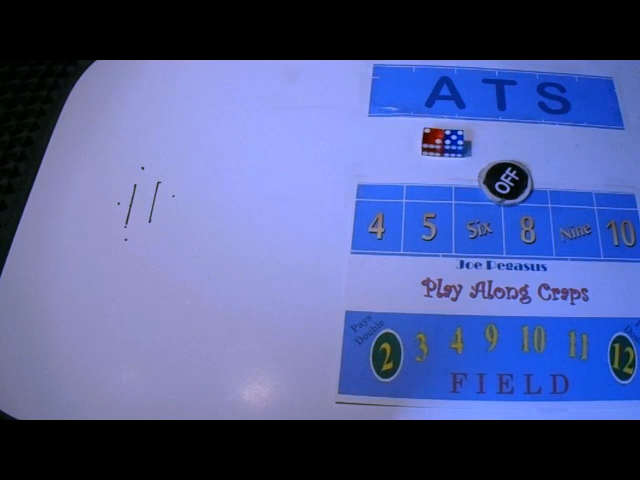 11
ATS
OFF
4 5 Six 8 Nine 10
Joe Pegasus
Play Along Craps
Pays Double
2 3 4 9 10 11 12
FIELD